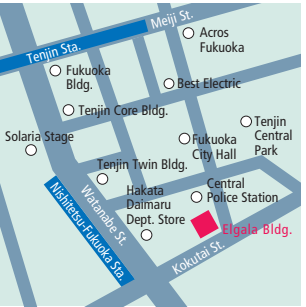 Meiji St.
Acros
Fukuoka
Tenjin Sta.
Fukuoka
Bldg.
Best Electric
Tenjin Core Bldg.
Tenjin
Central
Park
Solaria Stage
Fukuoka
City Hall
Tenjin Twin Bldg.
Nishitetsu-Fukuoka Sta.
Watanabe St.
Hakata
Daimaru
Dept. Store
Central
Police Station
Elgala Bldg.
Kokutai St.